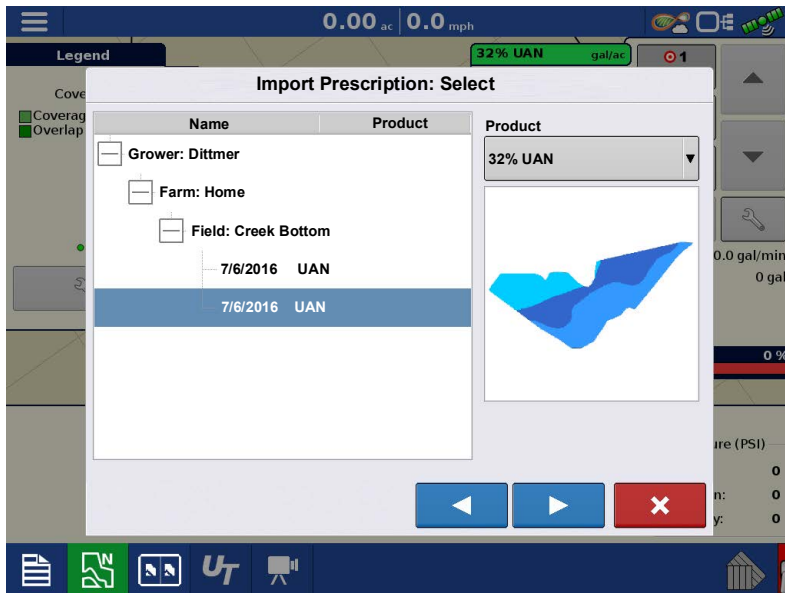 0.00 ac 0.0 mph
Legend
32% UAN gal/ac
1
Import Prescription: Select
Cove
Coverag
Overlap
Name Product
Product
Grower: Dittmer
32% UAN
Farm: Home
Field: Creek Bottom
7/6/2016 UAN
7/6/2016 UAN
0.0 gal/min
0 gal
0 %
ure (PSI)
0
n: 0
y: 0
N
UT